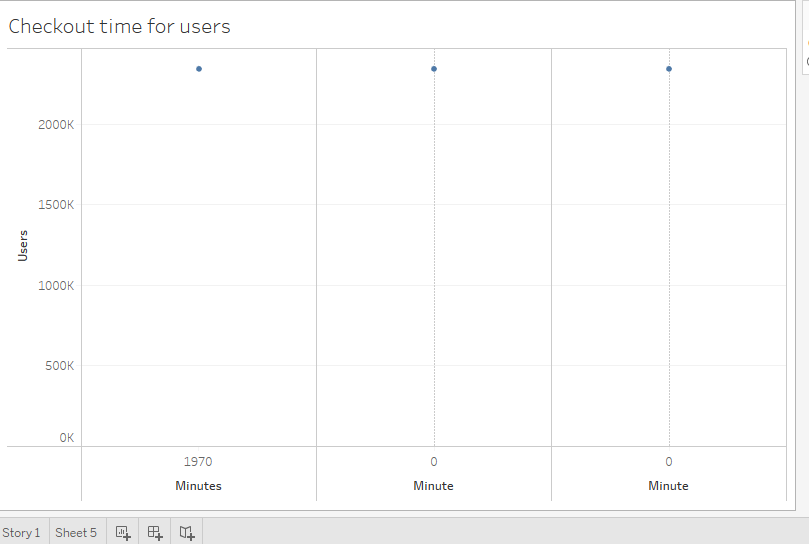 Checkout time for users
2000K
1500K
1000K
500K
0K
Users
1970 0 0
Minutes Minute Minute
Story 1 Sheet 5